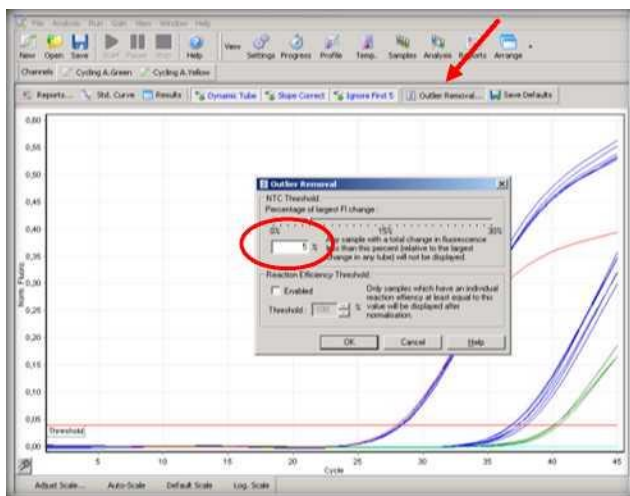 File Analysis Run Gain View Window Help
New Open Save Start Pause Stop Help View Settings Progress Profile Temp. Samples Analysis Reports Arrange
Channels Cycling A.Green Cycling A.Yellow
Reports... Std. Curve Results Dynamic Tube Slope Correct Ignore First 5 Outlier Removal... Save Defaults
Outlier Removal
NTC Threshold
Percentage of largest Fl change :
0% 15% 30%
5 %
Any sample with a total change in fluorescence less than this percent (relative to the largest change in any tube) will not be displayed.
Reaction Efficiency Threshold
Enabled
Threshold : %
Only samples which have an individual reaction effiency at least equal to this value will be displayed after normalisation.
OK Cancel Help
Norm. Fluoro.
0,60
0,55
0,50
0,45
0,40
0,35
0,30
0,25
0,20
0,15
0,10
0,05
0,00
Threshold
5 10 15 20 25 30 35 40 45
Cycle
Adjust Scale... Auto-Scale Default Scale Log. Scale